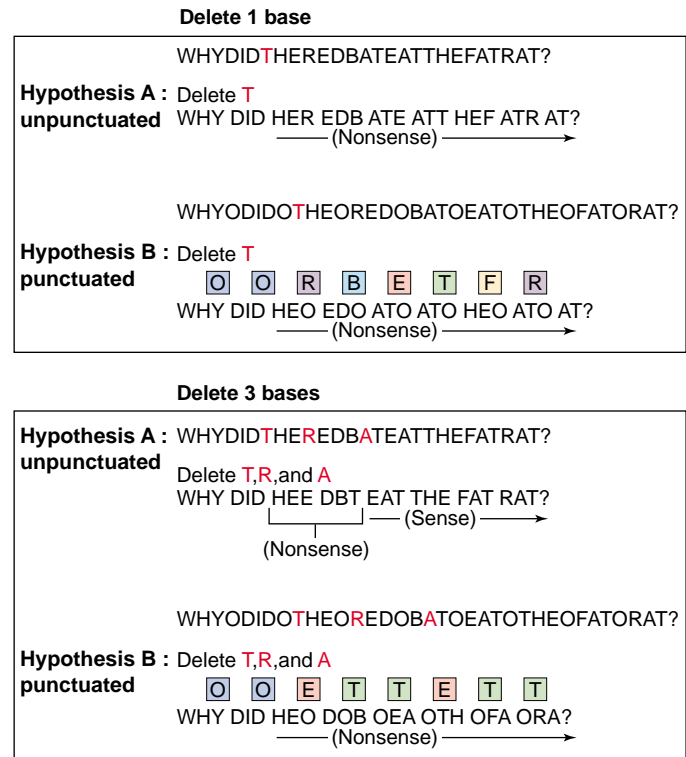 Delete 1 base
WHYDIDTHEREDBATEATTHEFATRAT?
Hypothesis A : Delete T
unpunctuated WHY DID HER EDB ATE ATT HEF ATR AT?
(Nonsense)
WHYODIDOTHEOREDOBATOEATOTHEOFATORAT?
Hypothesis B : Delete T
punctuated
O O R B E T F R
WHY DID HEO EDO ATO ATO HEO ATO AT?
(Nonsense)
Delete 3 bases
Hypothesis A : WHYDIDTHEREDBATEATTHEFATRAT?
unpunctuated
Delete T,R,and A
WHY DID HEE DBT EAT THE FAT RAT?
(Sense)
(Nonsense)
WHYODIDOTHEOREDOBATOEATOTHEOFATORAT?
Hypothesis B : Delete T,R,and A
punctuated
O O E T T E T T
WHY DID HEO DOB OEA OTH OFA ORA?
(Nonsense)